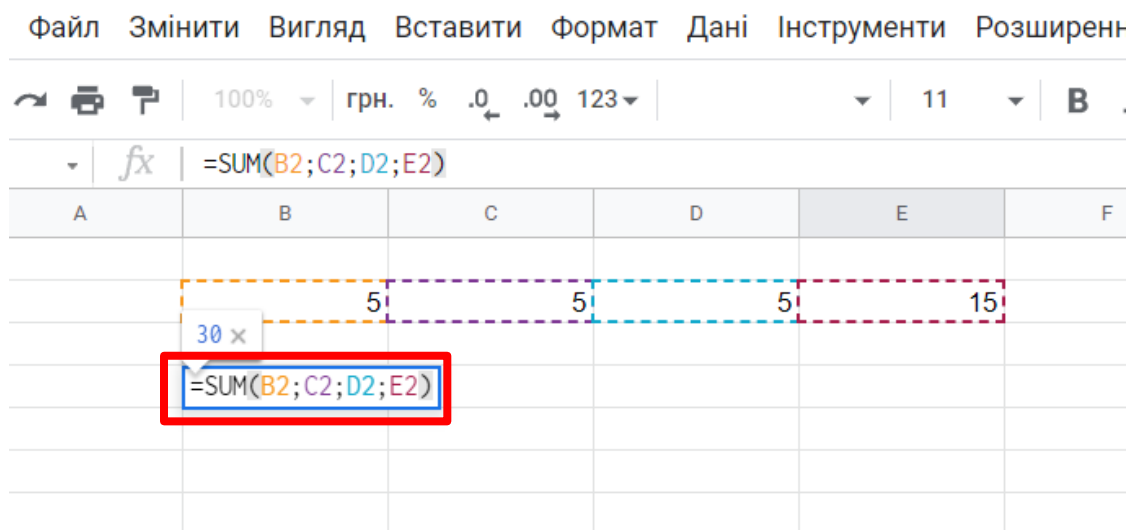 Файл Змінити Вигляд Вставити Формат Дані Інструменти
100% грн. % .0 .00 123 11 B
fx =SUM(B2;C2;D2;E2)
A B C D E F
5 5 5 15
30 ×
=SUM(B2;C2;D2;E2)